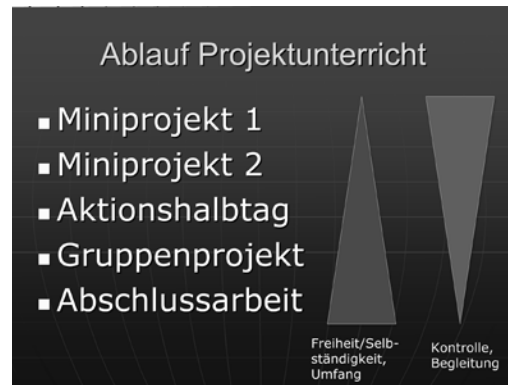 Ablauf Projektunterricht
Miniprojekt 1
Miniprojekt 2
Aktionshalbtag
Gruppenprojekt
Abschlussarbeit
Freiheit/Selb-
ständigkeit,
Umfang
Kontrolle,
Begleitung